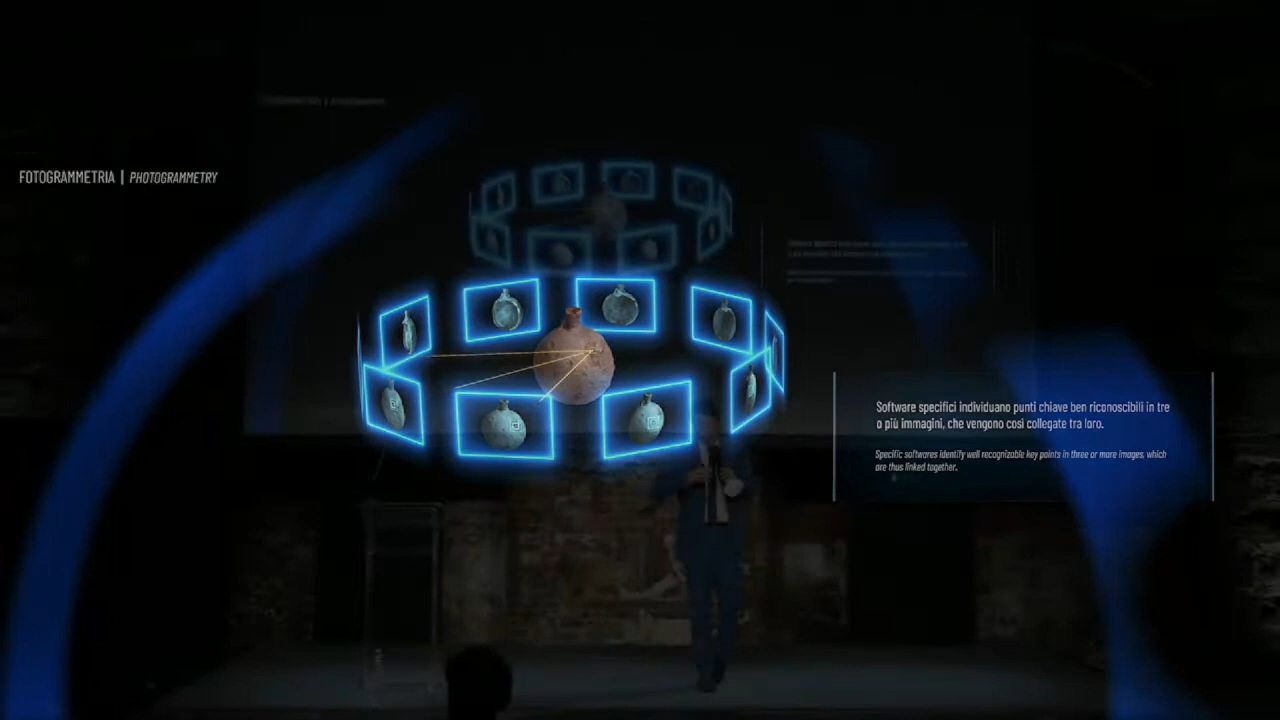 FOTOGRAMMETRIA | PHOTOGRAMMETRY
Software specifici individuano punti chiave ben riconoscibili in tre
o più immagini, che vengono così collegate tra loro.
Specific softwares identify well recognizable key points in three or more images, which
are thus linked together.